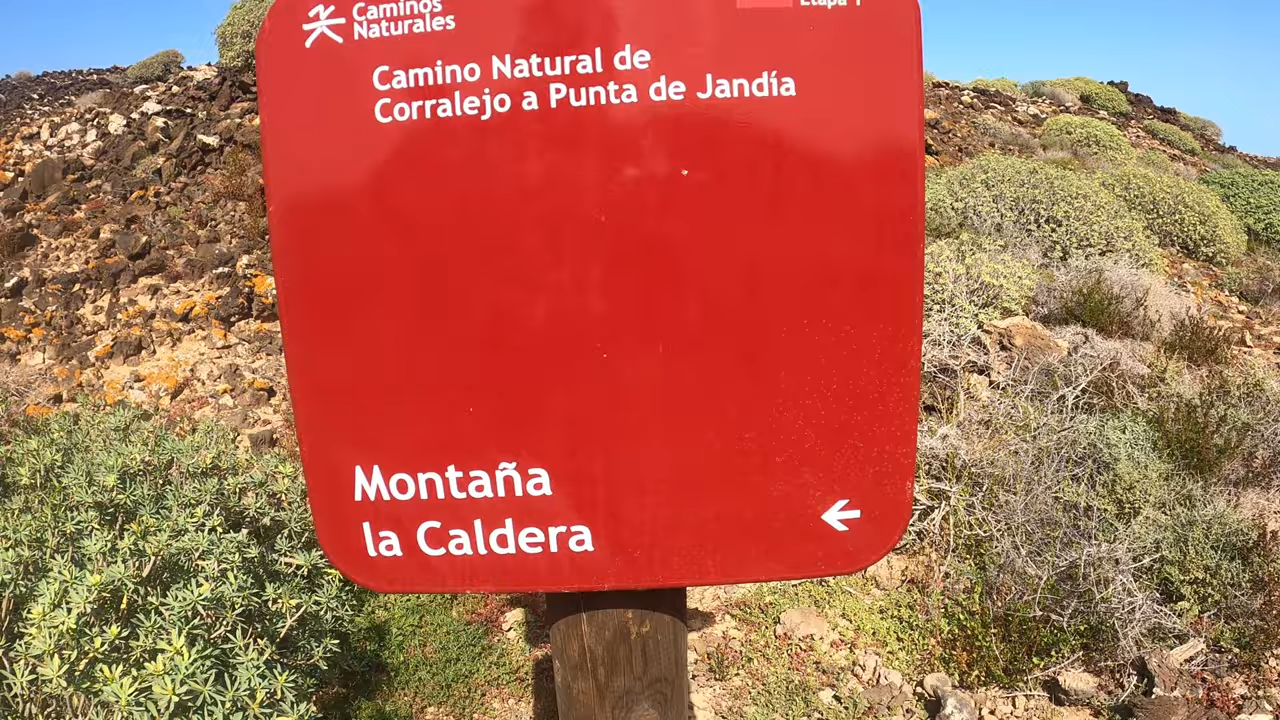 Caminos
Naturales
Etapa 1
Camino Natural de
Corralejo a Punta de Jandía
Montaña
la Caldera